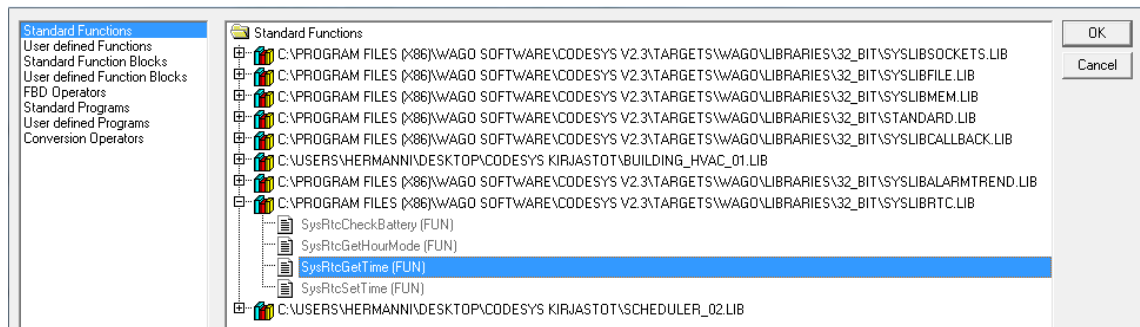 Standard Functions
User defined Functions
Standard Function Blocks
User defined Function Blocks
FBD Operators
Standard Programs
User defined Programs
Conversion Operators
Standard Functions
C:\PROGRAM FILES (X86)\WAGO SOFTWARE\CODESYS V2.3\TARGETS\WAGO\LIBRARIES\32_BIT\SYSLIBSOCKETS.LIB
C:\PROGRAM FILES (X86)\WAGO SOFTWARE\CODESYS V2.3\TARGETS\WAGO\LIBRARIES\32_BIT\SYSLIBFILE.LIB
C:\PROGRAM FILES (X86)\WAGO SOFTWARE\CODESYS V2.3\TARGETS\WAGO\LIBRARIES\32_BIT\SYSLIBMEM.LIB
C:\PROGRAM FILES (X86)\WAGO SOFTWARE\CODESYS V2.3\TARGETS\WAGO\LIBRARIES\32_BIT\STANDARD.LIB
C:\PROGRAM FILES (X86)\WAGO SOFTWARE\CODESYS V2.3\TARGETS\WAGO\LIBRARIES\32_BIT\SYSLIBCALLBACK.LIB
C:\USERS\HERMANNI\DESKTOP\CODESYS KIRJASTOT\BUILDING_HVAC_01.LIB
C:\PROGRAM FILES (X86)\WAGO SOFTWARE\CODESYS V2.3\TARGETS\WAGO\LIBRARIES\32_BIT\SYSLIBALARMTREND.LIB
C:\PROGRAM FILES (X86)\WAGO SOFTWARE\CODESYS V2.3\TARGETS\WAGO\LIBRARIES\32_BIT\SYSLIBRTC.LIB
SysRtcCheckBattery (FUN)
SysRtcGetHourMode (FUN)
SysRtcGetTime (FUN)
SysRtcSetTime (FUN)
C:\USERS\HERMANNI\DESKTOP\CODESYS KIRJASTOT\SCHEDULER_02.LIB
OK
Cancel